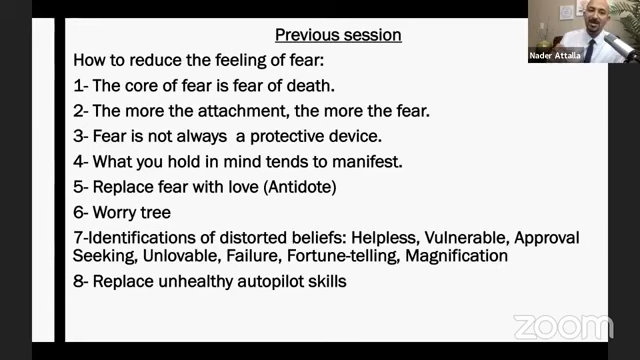 Previous session
How to reduce the feeling of fear:
1- The core of fear is fear of death.
2- The more the attachment, the more the fear.
3- Fear is not always a protective device.
4- What you hold in mind tends to manifest.
5- Replace fear with love (Antidote)
6- Worry tree
7-Identifications of distorted beliefs: Helpless, Vulnerable, Approval
Seeking, Unlovable, Failure, Fortune-telling, Magnification
8- Replace unhealthy autopilot skills
Nader Attalla
zoom